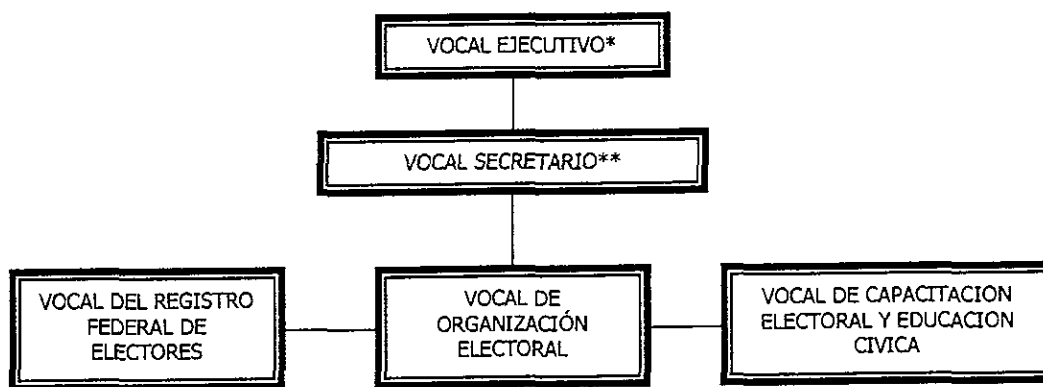 VOCAL EJECUTIVO*
VOCAL SECRETARIO**
VOCAL DEL REGISTRO
FEDERAL DE
ELECTORES
VOCAL DE
ORGANIZACIÓN
ELECTORAL
VOCAL DE CAPACITACION
ELECTORAL Y EDUCACION
CIVICA